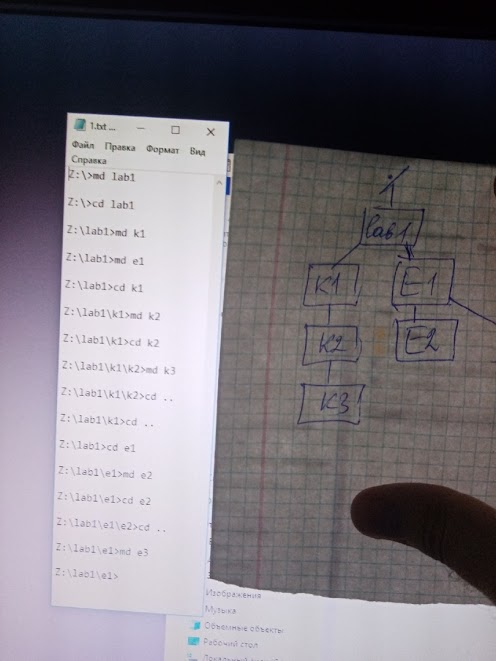 1.txt ...
Файл Правка Формат Вид
Справка
Z:\>md lab1
Z:\>cd lab1
Z:\lab1>md k1
Z:\lab1>md e1
Z:\lab1>cd k1
Z:\lab1\k1>md k2
Z:\lab1\k1>cd k2
Z:\lab1\k1\k2>md k3
Z:\lab1\k1\k2>cd ..
Z:\lab1\k1>cd ..
Z:\lab1>cd e1
Z:\lab1\e1>md e2
Z:\lab1\e1>cd e2
Z:\lab1\e1\e2>cd ..
Z:\lab1\e1>md e3
Z:\lab1\e1>
lab1
K1 E1
K2 E2
K3
Изображения
Музыка
Объемные объекты
Рабочий стол